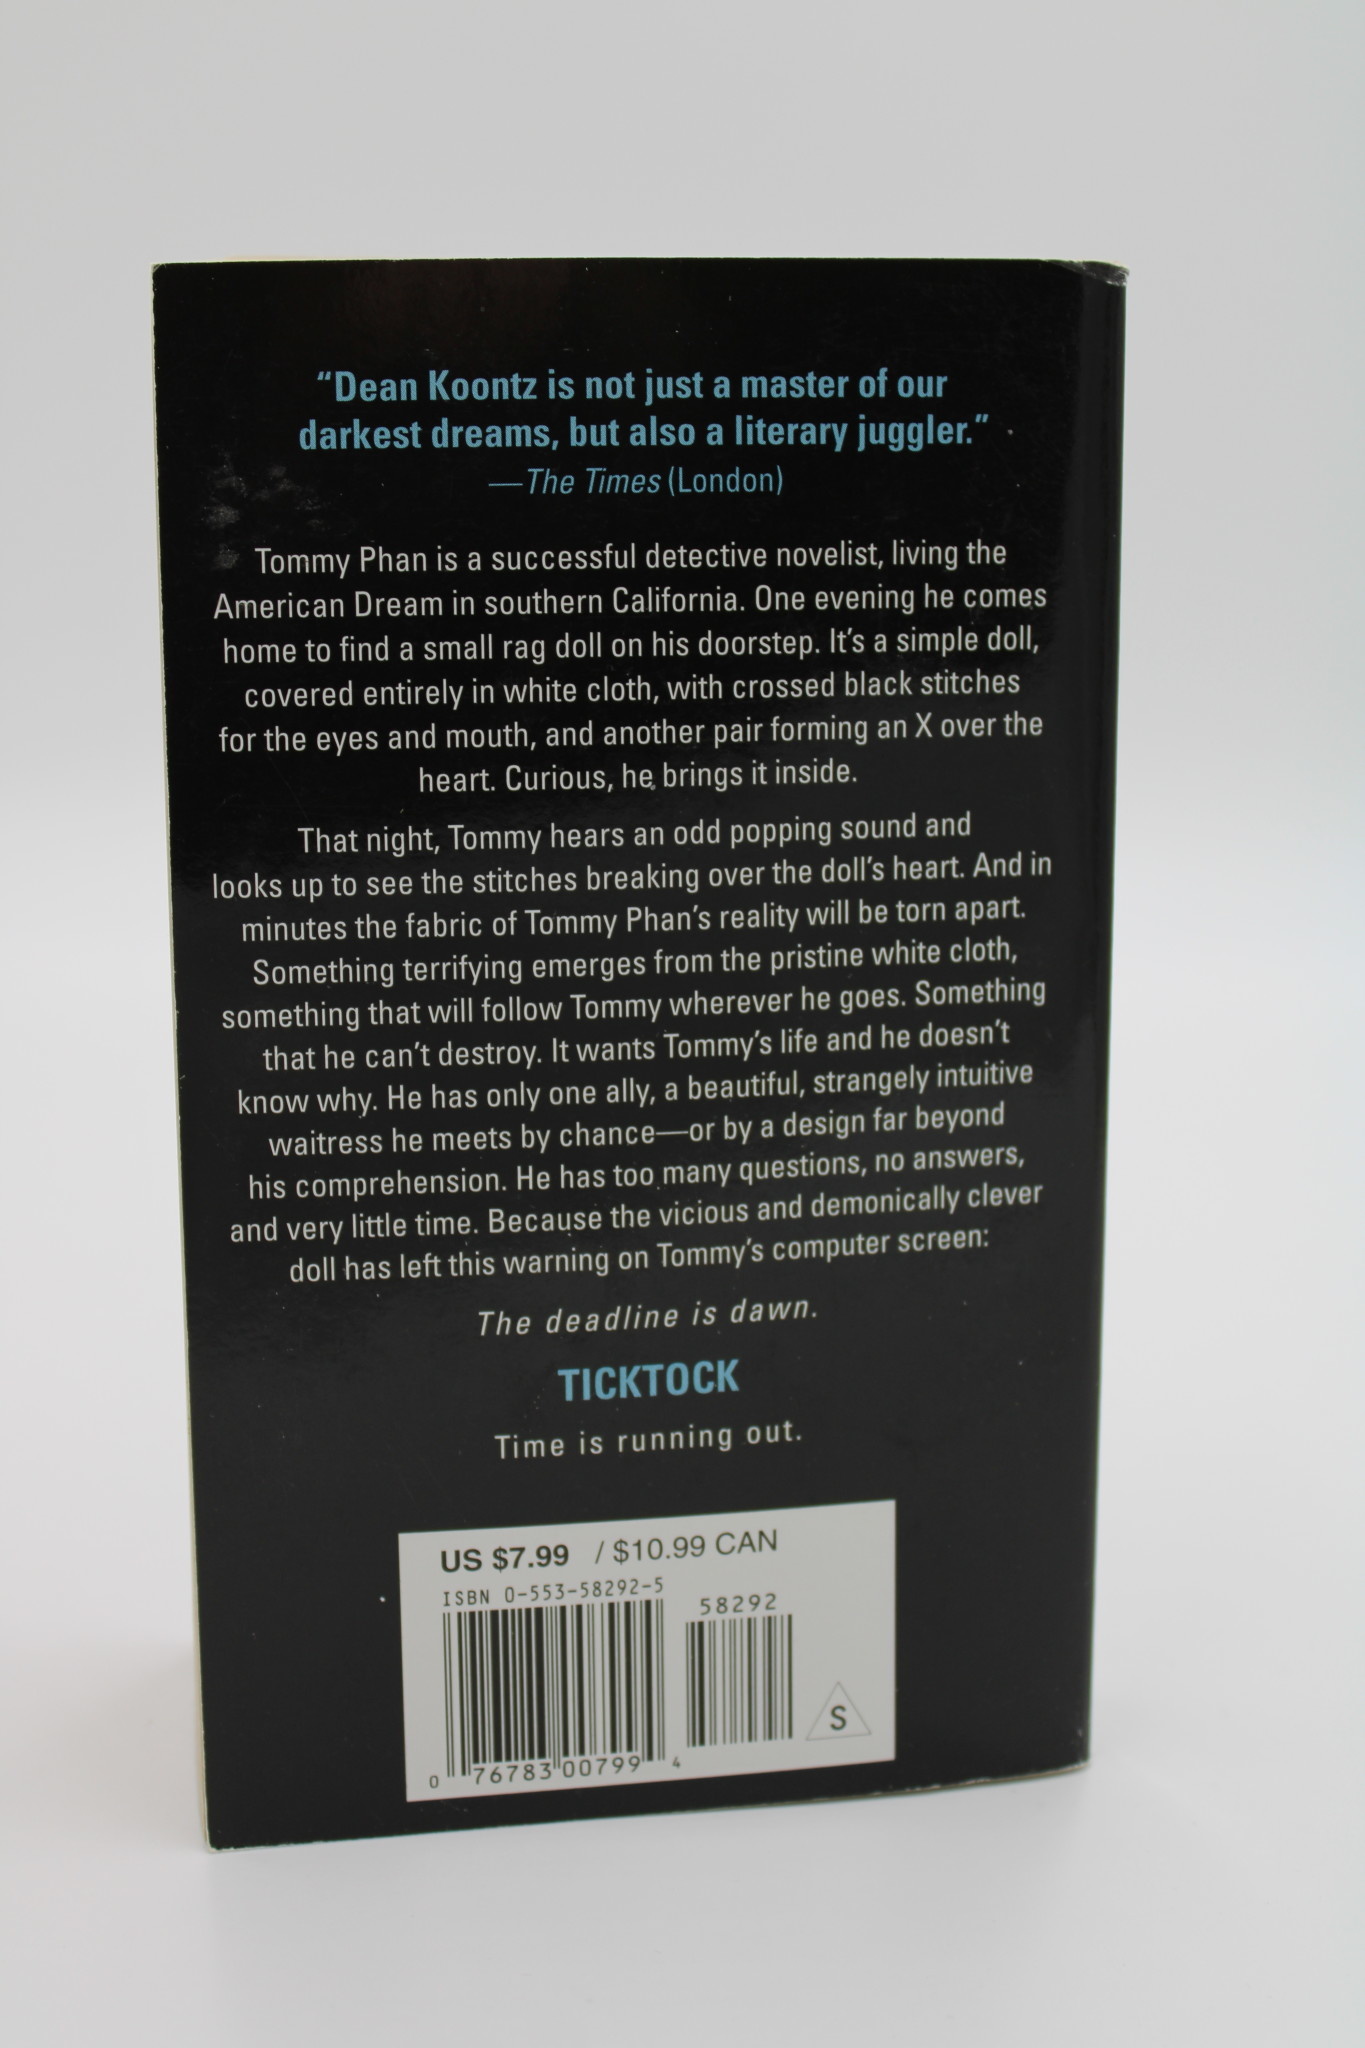 “Dean Koontz is not just a master of our
darkest dreams, but also a literary juggler.”
—The Times (London)
Tommy Phan is a successful detective novelist, living the
American Dream in southern California. One evening he comes
home to find a small rag doll on his doorstep. It’s a simple doll,
covered entirely in white cloth, with crossed black stitches
for the eyes and mouth, and another pair forming an X over the
heart. Curious, he brings it inside.
That night, Tommy hears an odd popping sound and
looks up to see the stitches breaking over the doll’s heart. And in
minutes the fabric of Tommy Phan’s reality will be torn apart.
Something terrifying emerges from the pristine white cloth,
something that will follow Tommy wherever he goes. Something
that he can’t destroy. It wants Tommy’s life and he doesn’t
know why. He has only one ally, a beautiful, strangely intuitive
waitress he meets by chance—or by a design far beyond
his comprehension. He has too many questions, no answers,
and very little time. Because the vicious and demonically clever
doll has left this warning on Tommy’s computer screen:
The deadline is dawn.
TICKTOCK
Time is running out.
US $7.99 / $10.99 CAN
ISBN 0-553-58292-5
58292
S
0 76783 00799 4